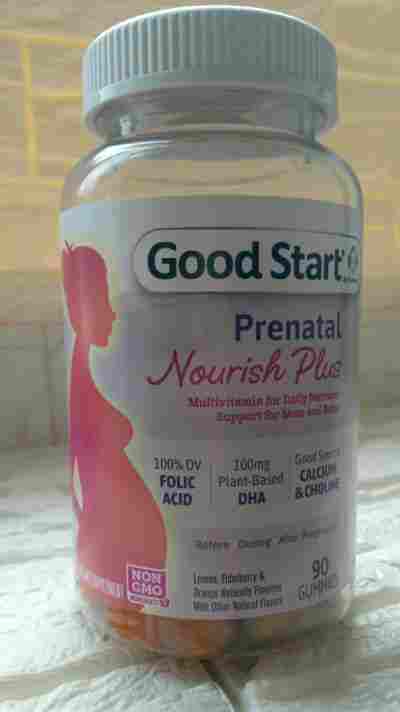 Good Start
Prenatal
Nourish Plus
Multivitamin for Daily Nutrient
Support for Mom and Baby
100% DV
FOLIC
ACID
100mg
Plant-Based
DHA
Good Source
CALCIUM
& CHOLINE
Before During After Pregnancy
NON
GMO
Lemon, Elderberry &
Orange Naturally Flavored
With Other Natural Flavors
90
GUMMIES